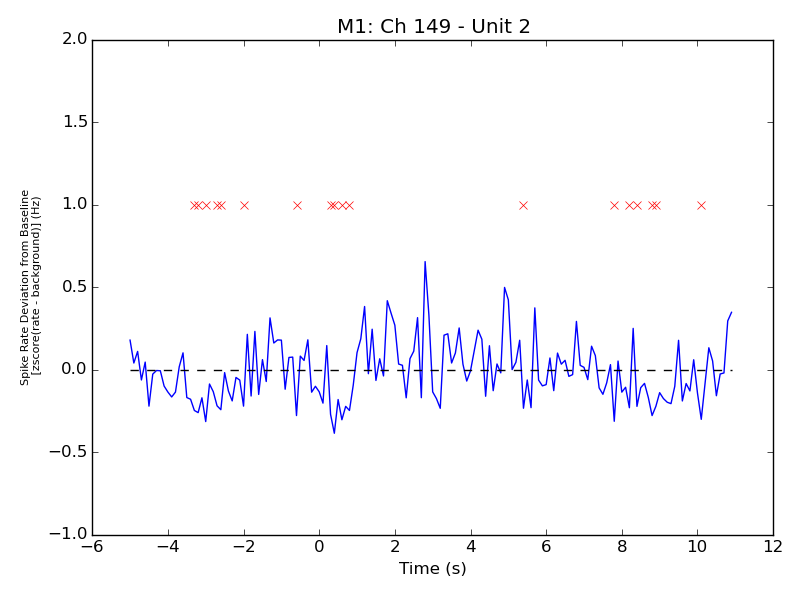 M1: Ch 149 - Unit 2
2.0
1.5
1.0
0.5
0.0
−0.5
−1.0
Spike Rate Deviation from Baseline
[zscore(rate - background)] (Hz)
−6 −4 −2 0 2 4 6 8 10 12
Time (s)